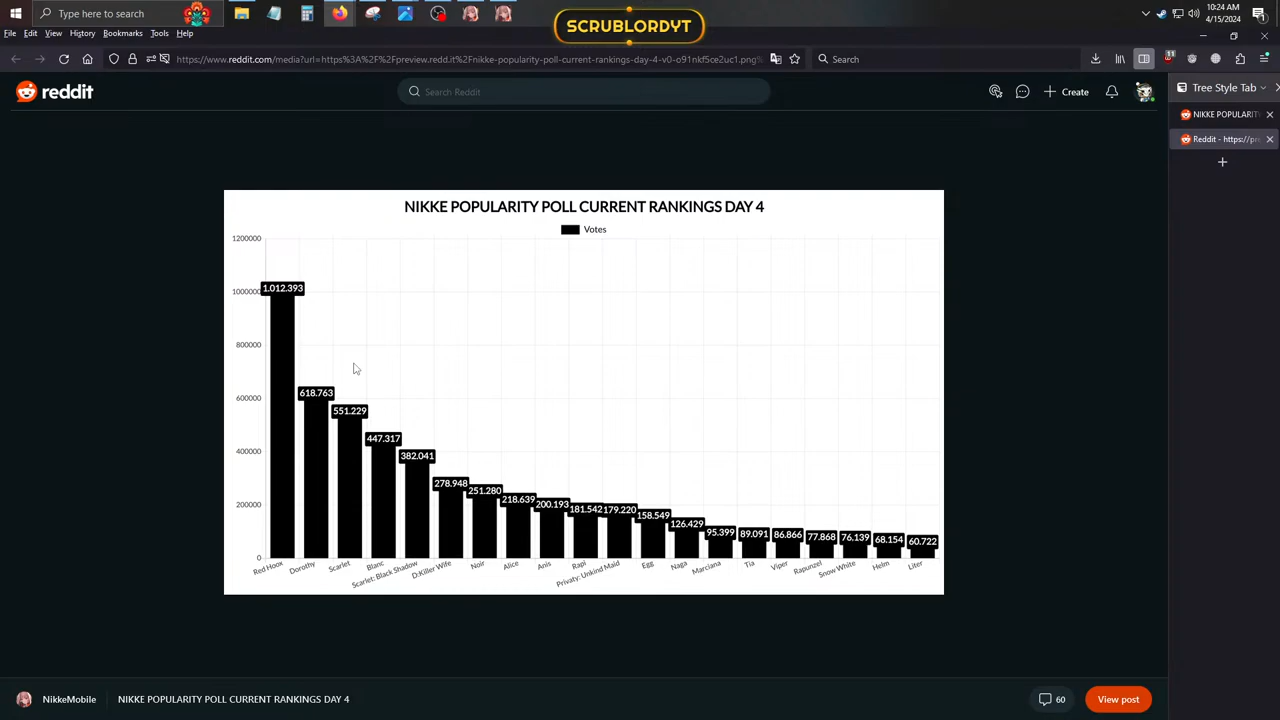 Type here to search
SCRUBLORDYT
10:24 AM
4/15/2024
1
File Edit View History Bookmarks Tools Help
https://www.reddit.com/media?url=https%3A%2F%2Fpreview.redd.it%2Fnikke-popularity-poll-current-rankings-day-4-v0-o91nkf5ce2uc1.png%
Search
11
reddit
Search Reddit
Create
Tree Style Tab
NIKKE POPULARIT
Reddit - https://pr
NIKKE POPULARITY POLL CURRENT RANKINGS DAY 4
Votes
1200000
1000000
800000
600000
400000
200000
0
1.012.393
618.763
551.229
447.317
382.041
278.948
251.280
218.639
200.193
181.542
179.220
158.549
126.429
95.399
89.091
86.866
77.868
76.139
68.154
60.722
Red Hoox
Dorothy
Scarlet
Blanc
Scarlet: Black Shadow
D:Killer Wife
Noir
Alice
Anis
Rapi
Privaty: Unkind Maid
Egg
Naga
Marciana
Tia
Viper
Rapunzel
Snow White
Helm
Liter
NikkeMobile
NIKKE POPULARITY POLL CURRENT RANKINGS DAY 4
60
View post